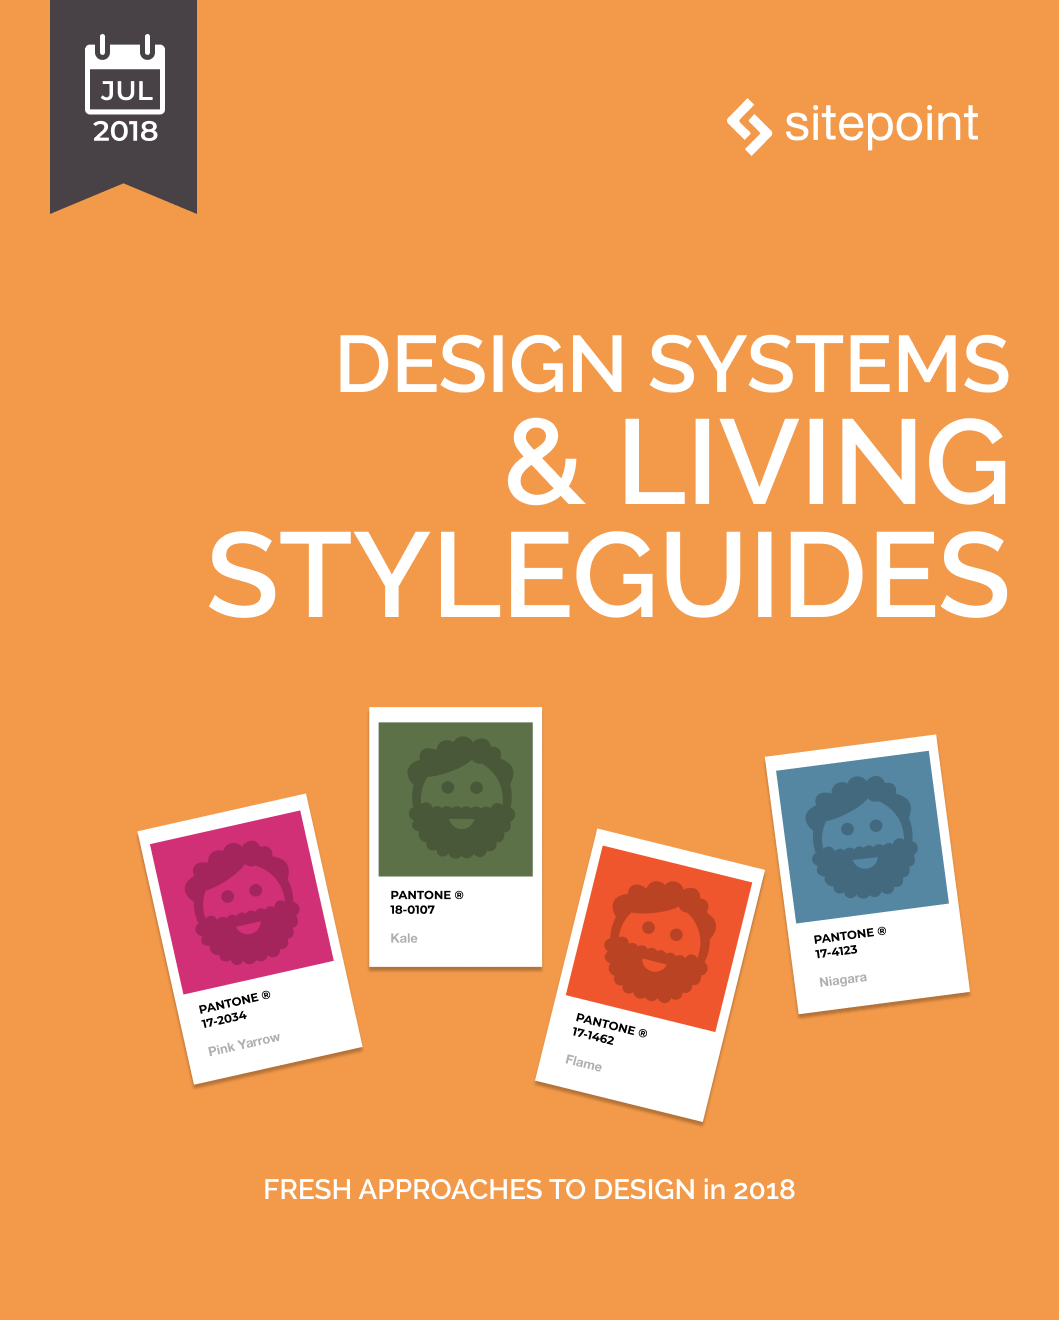 JUL
2018
sitepoint
DESIGN SYSTEMS
& LIVING
STYLEGUIDES
PANTONE ®
17-2034
Pink Yarrow
PANTONE ®
18-0107
Kale
PANTONE ®
17-1462
Flame
PANTONE ®
17-4123
Niagara
FRESH APPROACHES TO DESIGN in 2018